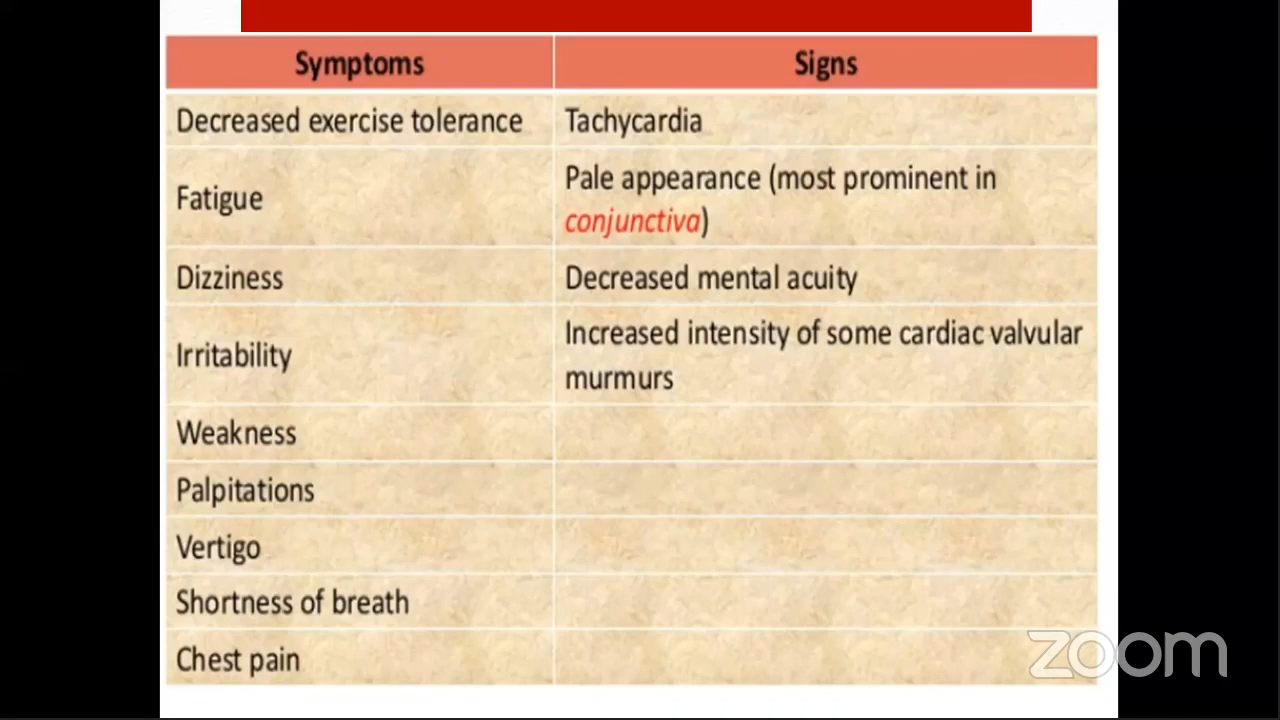 Symptoms
Signs
Decreased exercise tolerance
Tachycardia
Fatigue
Pale appearance (most prominent in
conjunctiva)
Dizziness
Decreased mental acuity
Irritability
Increased intensity of some cardiac valvular
murmurs
Weakness
Palpitations
Vertigo
Shortness of breath
Chest pain
zoom